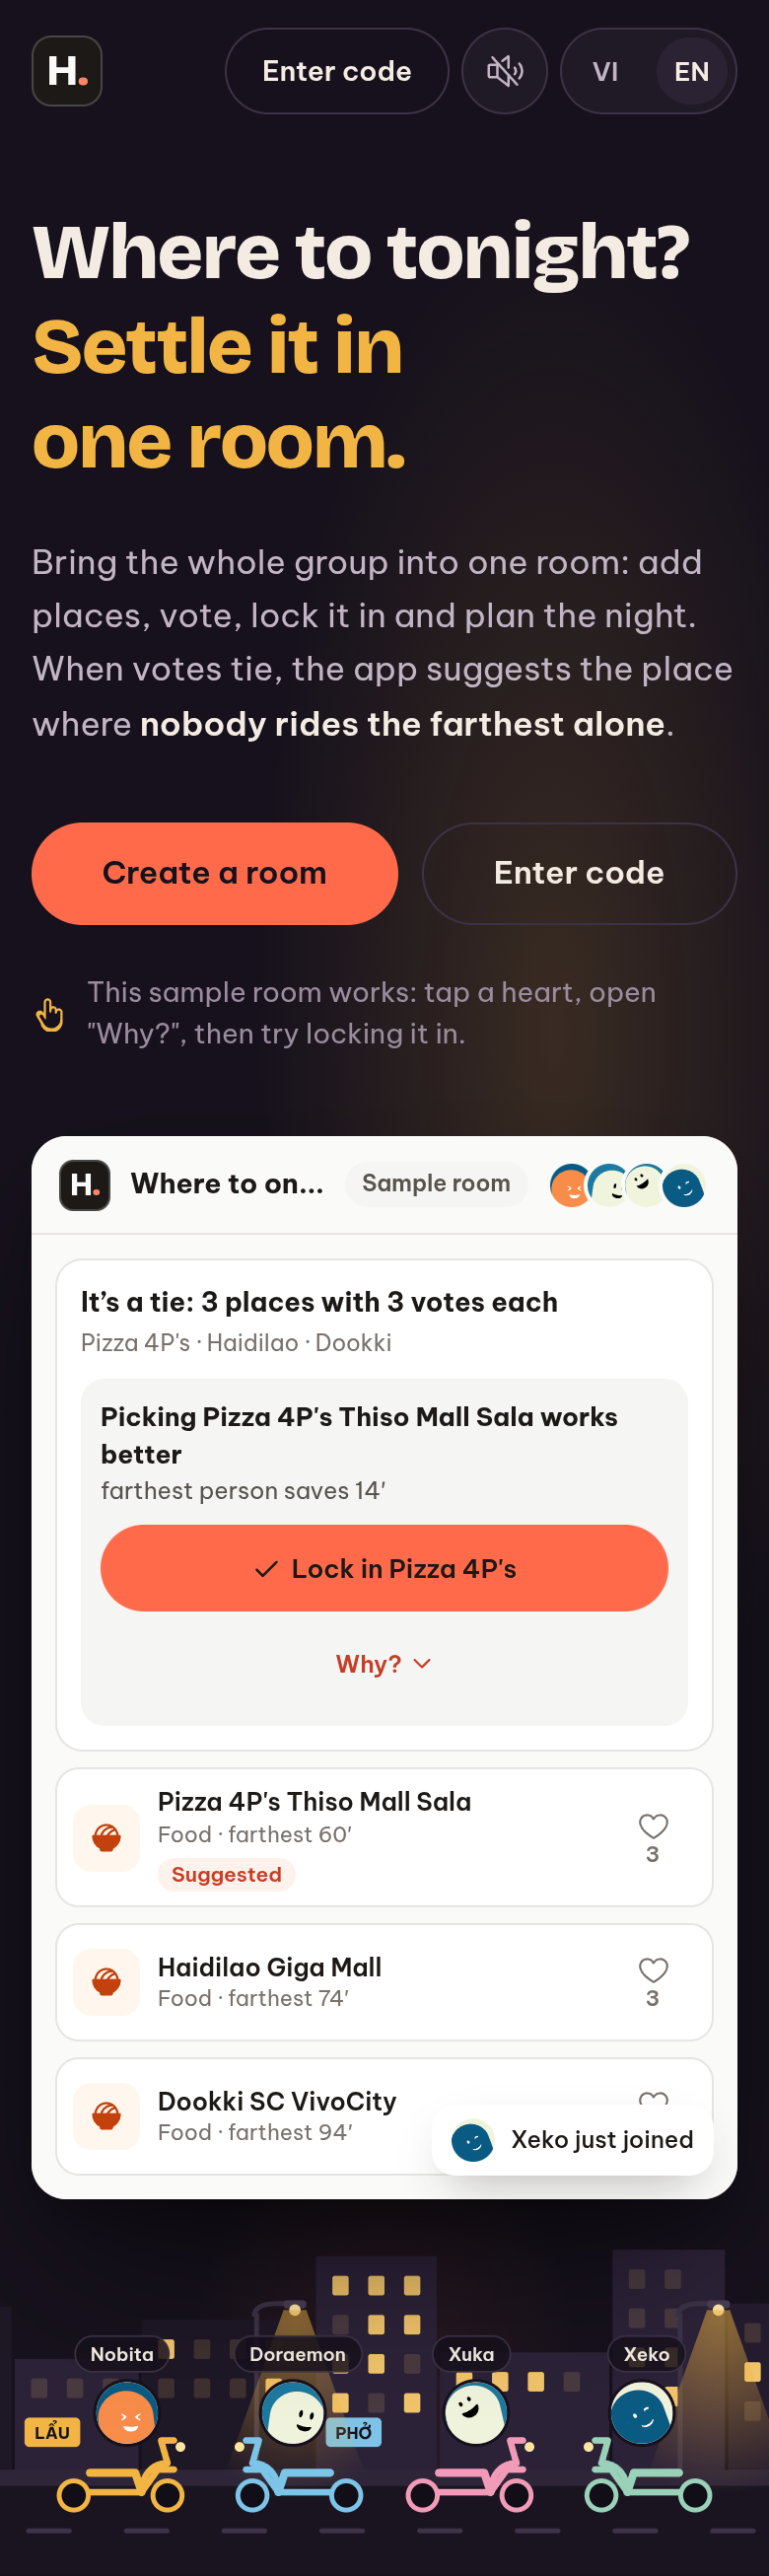 H.
Enter code
VI
EN
Where to tonight?
Settle it in
one room.
Bring the whole group into one room: add
places, vote, lock it in and plan the night.
When votes tie, the app suggests the place
where nobody rides the farthest alone.
Create a room
Enter code
This sample room works: tap a heart, open
"Why?", then try locking it in.
H.
Where to on...
Sample room
It's a tie: 3 places with 3 votes each
Pizza 4P's · Haidilao · Dookki
Picking Pizza 4P's Thiso Mall Sala works
better
farthest person saves 14′
Lock in Pizza 4P's
Why?
Pizza 4P's Thiso Mall Sala
Food · farthest 60′
Suggested
3
Haidilao Giga Mall
Food · farthest 74′
3
Dookki SC VivoCity
Food · farthest 94′
Xeko just joined
Nobita
Doraemon
Xuka
Xeko
LẨU
PHỞ